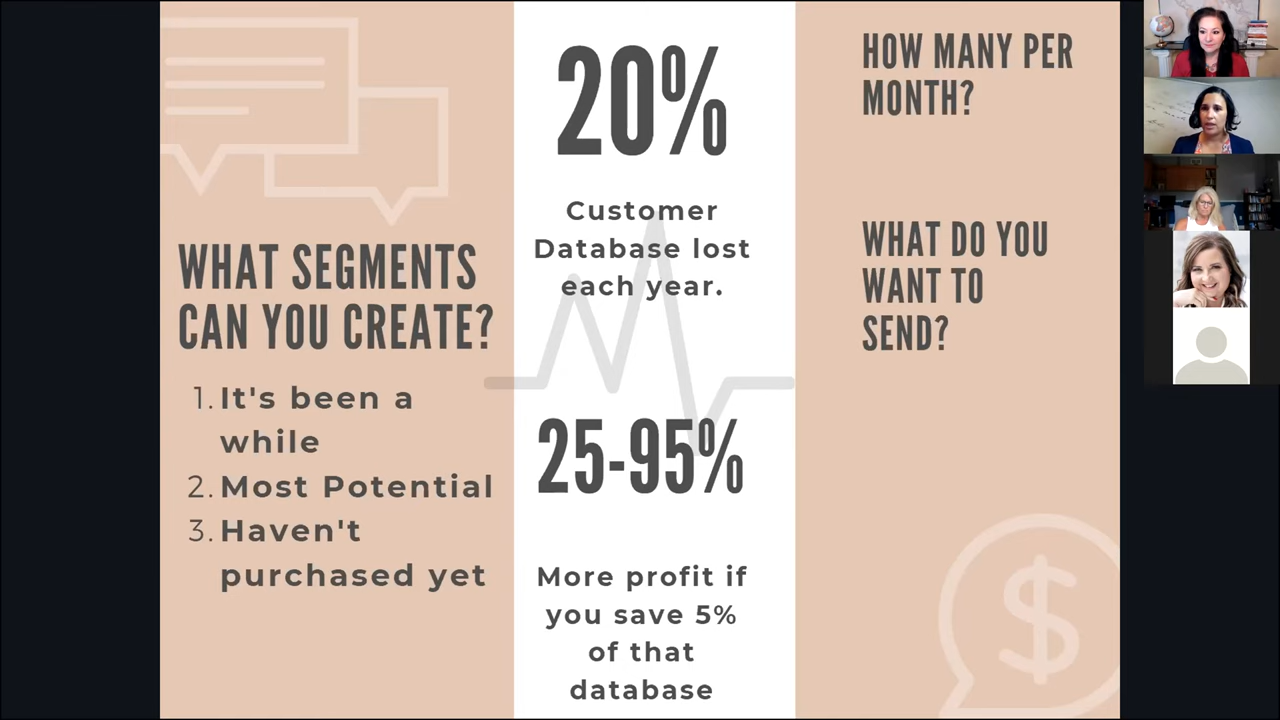 WHAT SEGMENTS
CAN YOU CREATE?
1. It's been a
while
2. Most Potential
3. Haven't
purchased yet
20%
Customer
Database lost
each year.
25-95%
More profit if
you save 5%
of that
database
HOW MANY PER
MONTH?
WHAT DO YOU
WANT TO
SEND?
$